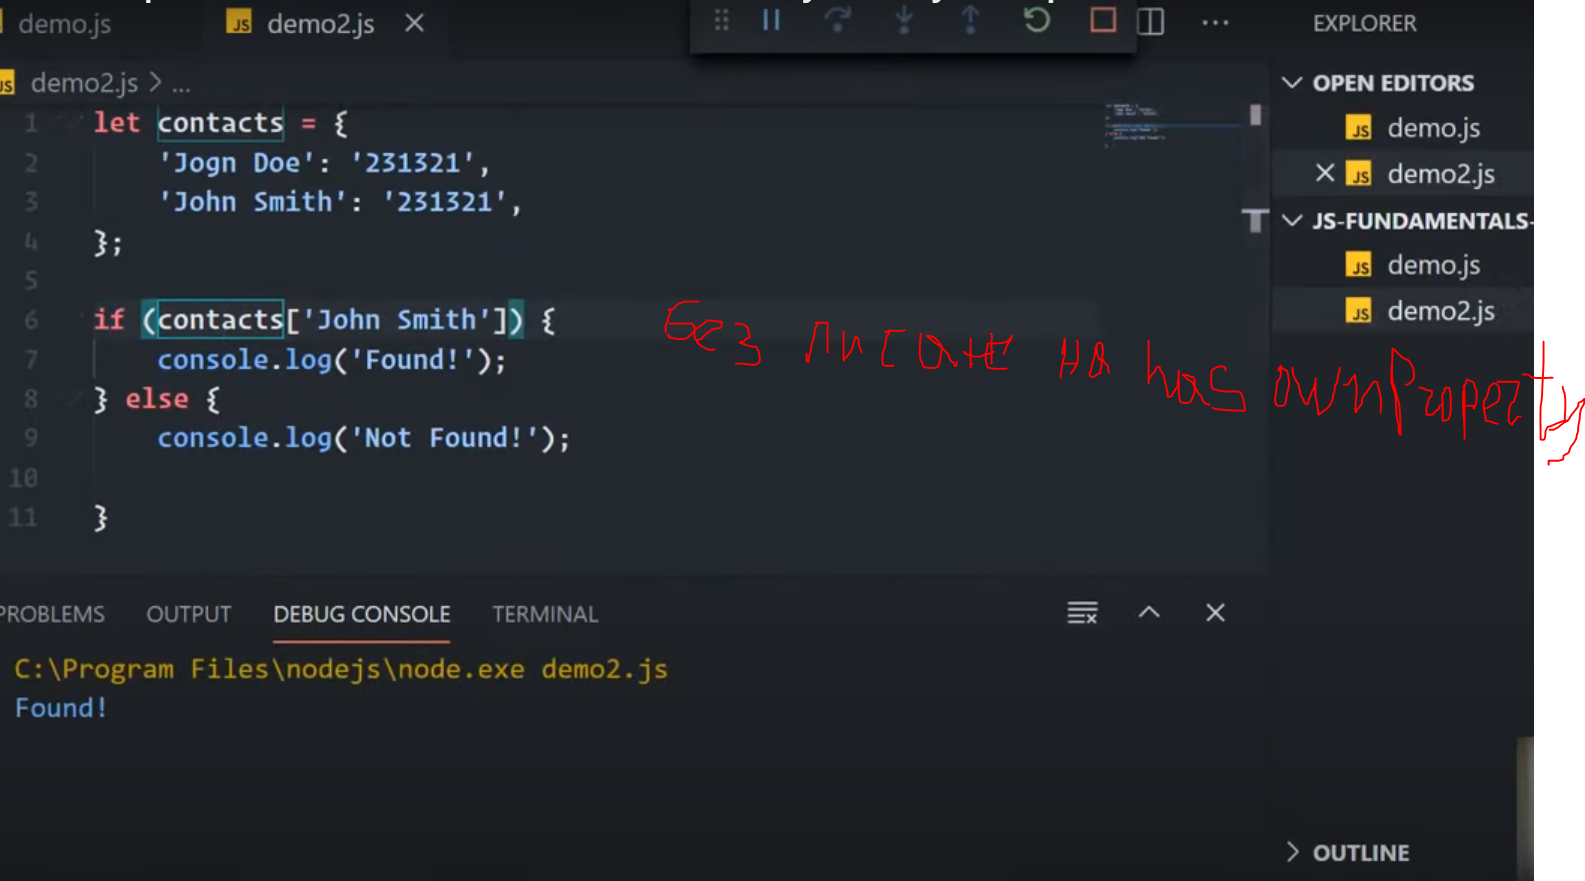 demo.js
JS demo2.js
EXPLORER
JS demo2.js > ...
OPEN EDITORS
JS demo.js
JS demo2.js
JS-FUNDAMENTALS-
JS demo.js
JS demo2.js
1 let contacts = {
2 'Jogn Doe': '231321',
3 'John Smith': '231321',
4 };
5
6 if (contacts['John Smith']) {
7 console.log('Found!');
8 } else {
9 console.log('Not Found!');
10
11 }
без писане на hasownProperty
PROBLEMS OUTPUT DEBUG CONSOLE TERMINAL
C:\Program Files\nodejs\node.exe demo2.js
Found!
OUTLINE